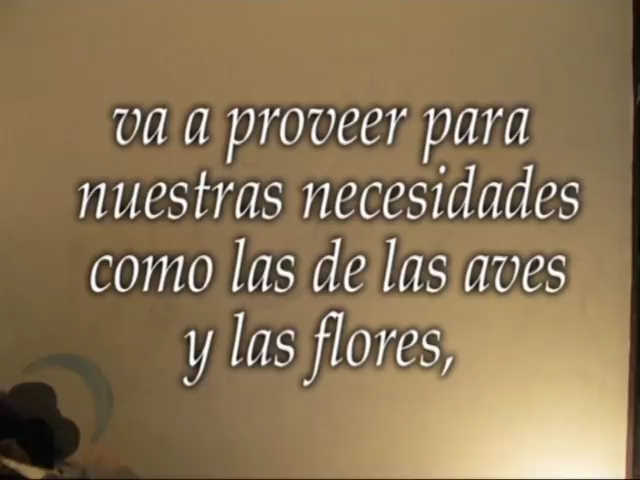 va a proveer para
nuestras necesidades
como las de las aves
y las flores,